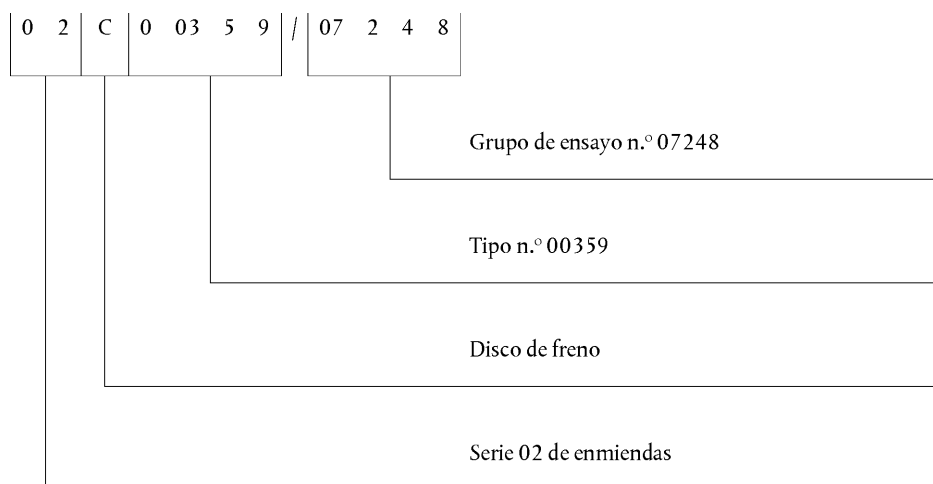 0 2 C 0 03 5 9 / 07 2 4 8
Grupo de ensayo n.º 07248
Tipo n.º 00359
Disco de freno
Serie 02 de enmiendas